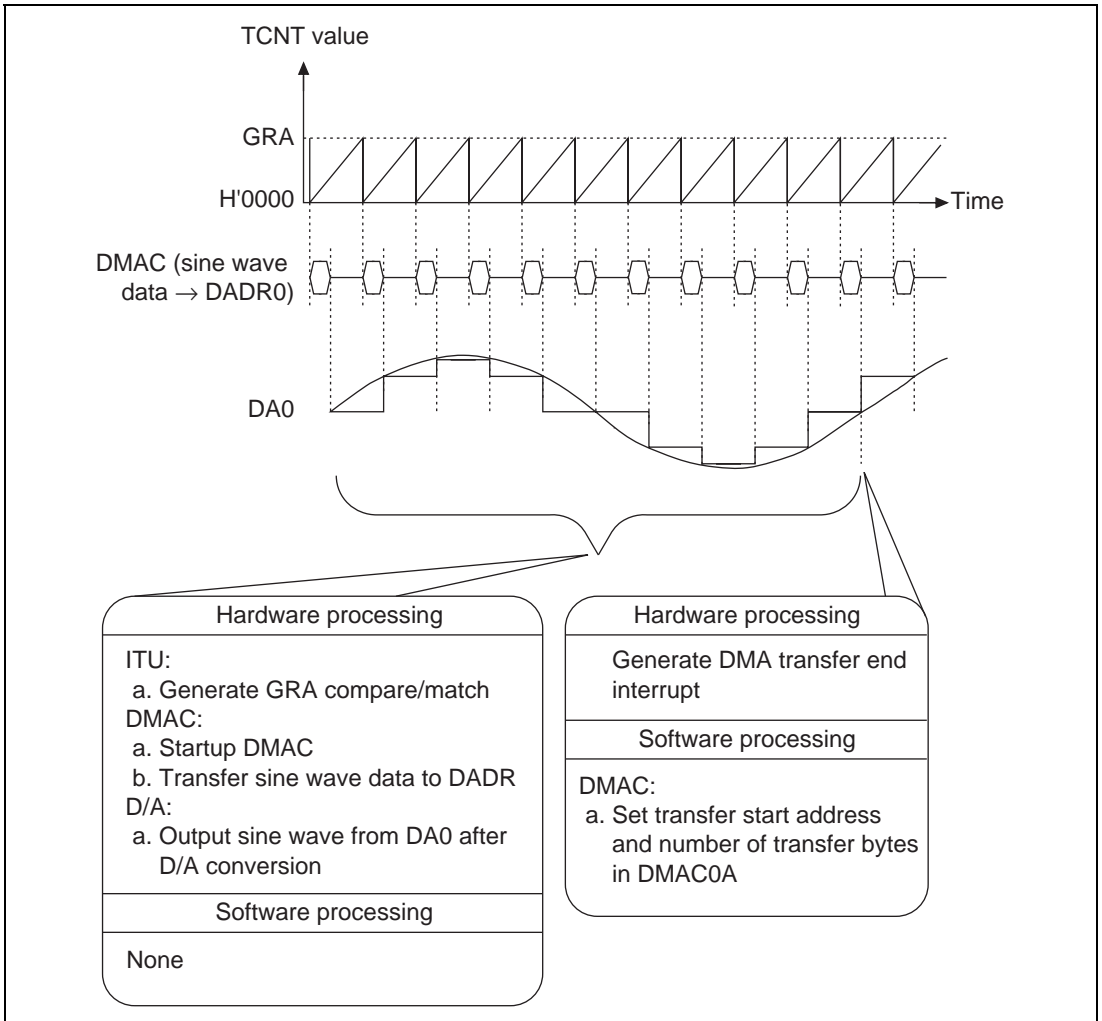 TCNT value
GRA
H'0000
Time
DMAC (sine wave
data → DADR0)
DA0
Hardware processing
ITU:
a. Generate GRA compare/match
DMAC:
a. Startup DMAC
b. Transfer sine wave data to DADR
D/A:
a. Output sine wave from DA0 after
D/A conversion
Software processing
None
Hardware processing
Generate DMA transfer end
interrupt
Software processing
DMAC:
a. Set transfer start address
and number of transfer bytes
in DMAC0A